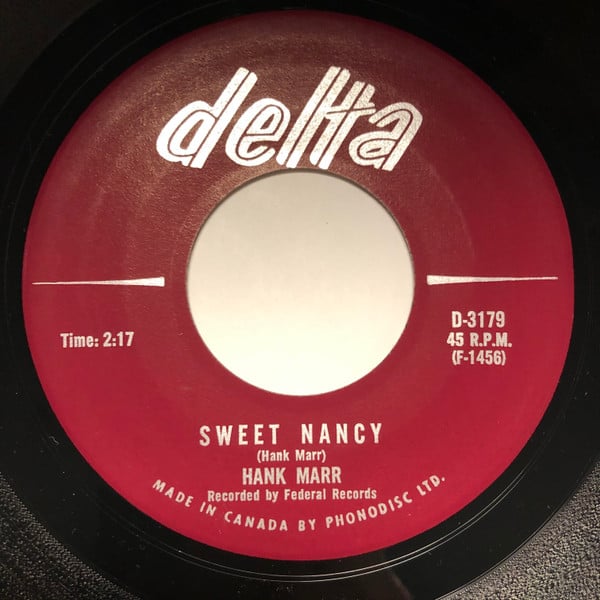 delta
Time: 2:17
D-3179
45 R.P.M.
(F-1456)
SWEET NANCY
(Hank Marr)
HANK MARR
Recorded by Federal Records
MADE IN CANADA BY PHONODISC LTD.